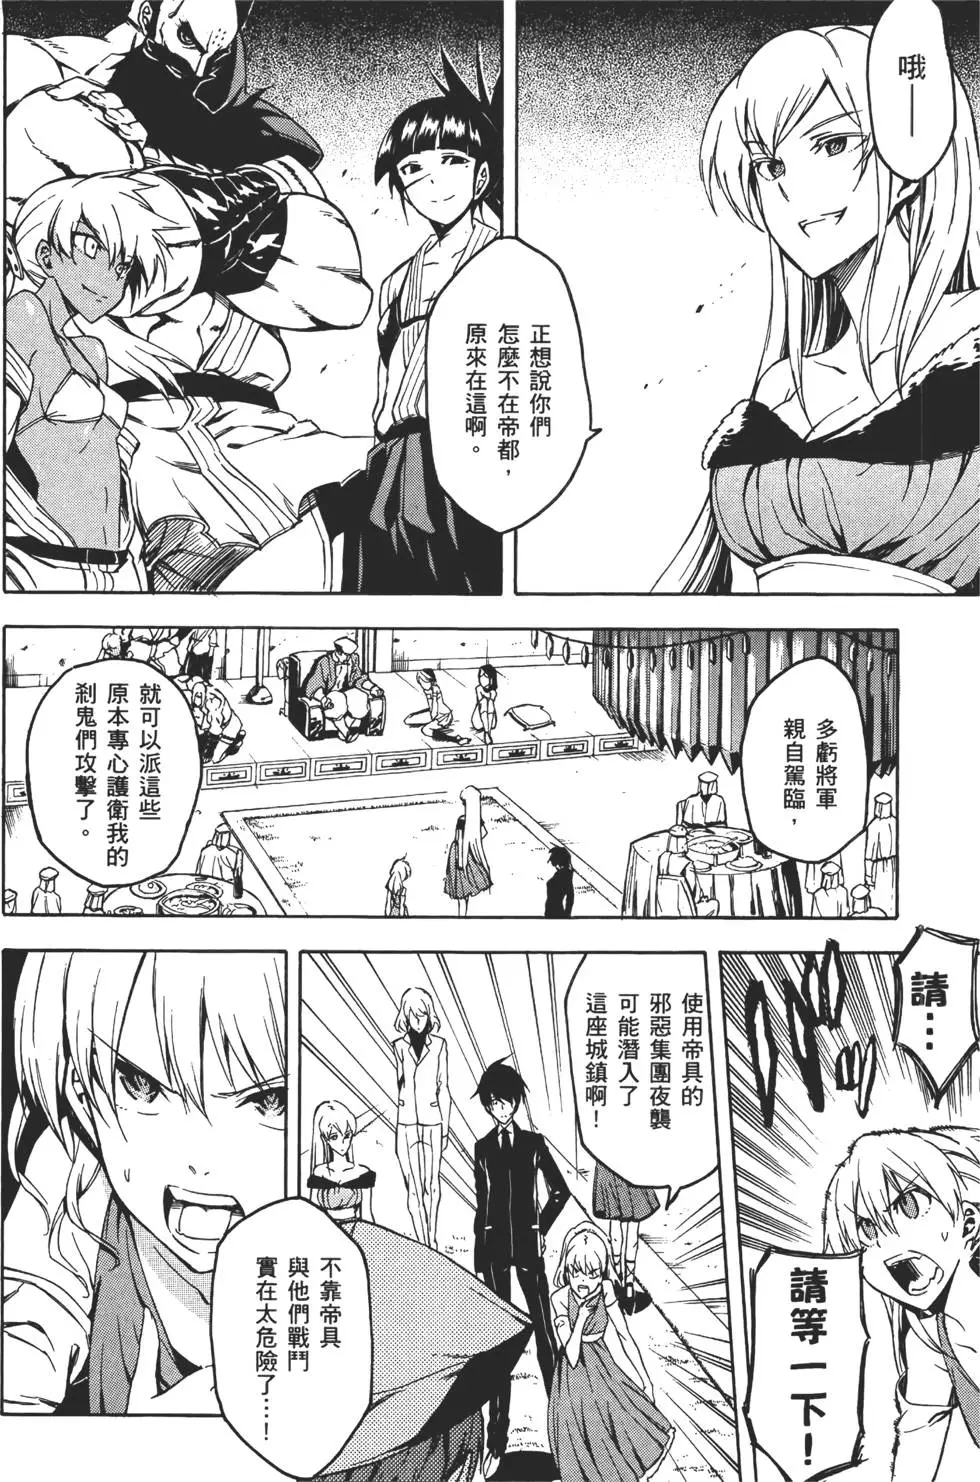 哦——
正想說你們
怎麼不在帝都，
原來在這啊。
多虧將軍
親自駕臨，
就可以派這些
原本專心護衛我的
剎鬼們攻擊了。
請…
請等一下！
使用帝具的
邪惡集團夜襲
可能潛入了
這座城鎮啊！
不靠帝具
與他們戰鬥
實在太危險了…！